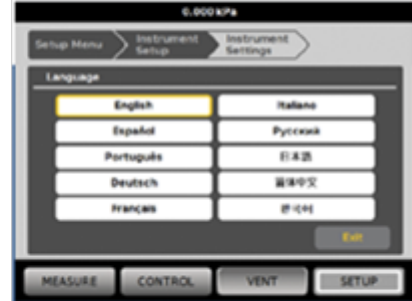 0.000 kPa
Setup Menu
Instrument Setup
Instrument Settings
Language
English
Italiano
Español
Русский
Português
日本語
Deutsch
简体中文
Français
한국어
Exit
MEASURE
CONTROL
VENT
SETUP